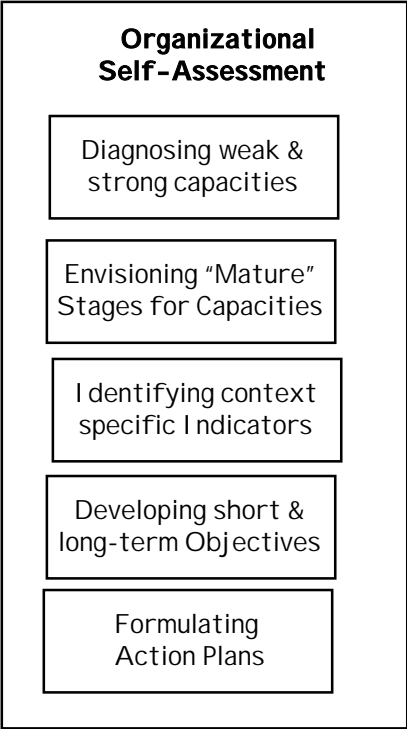 Organizational
Self-Assessment
Diagnosing weak &
strong capacities
Envisioning “Mature”
Stages for Capacities
Identifying context
specific Indicators
Developing short &
long-term Objectives
Formulating
Action Plans